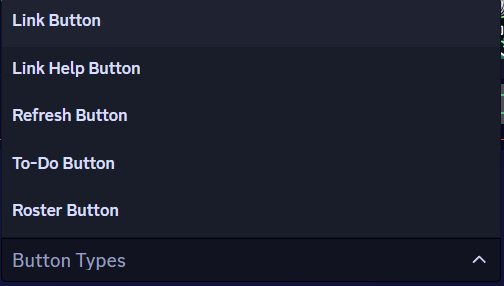 Link Button
Link Help Button
Refresh Button
To-Do Button
Roster Button
Button Types